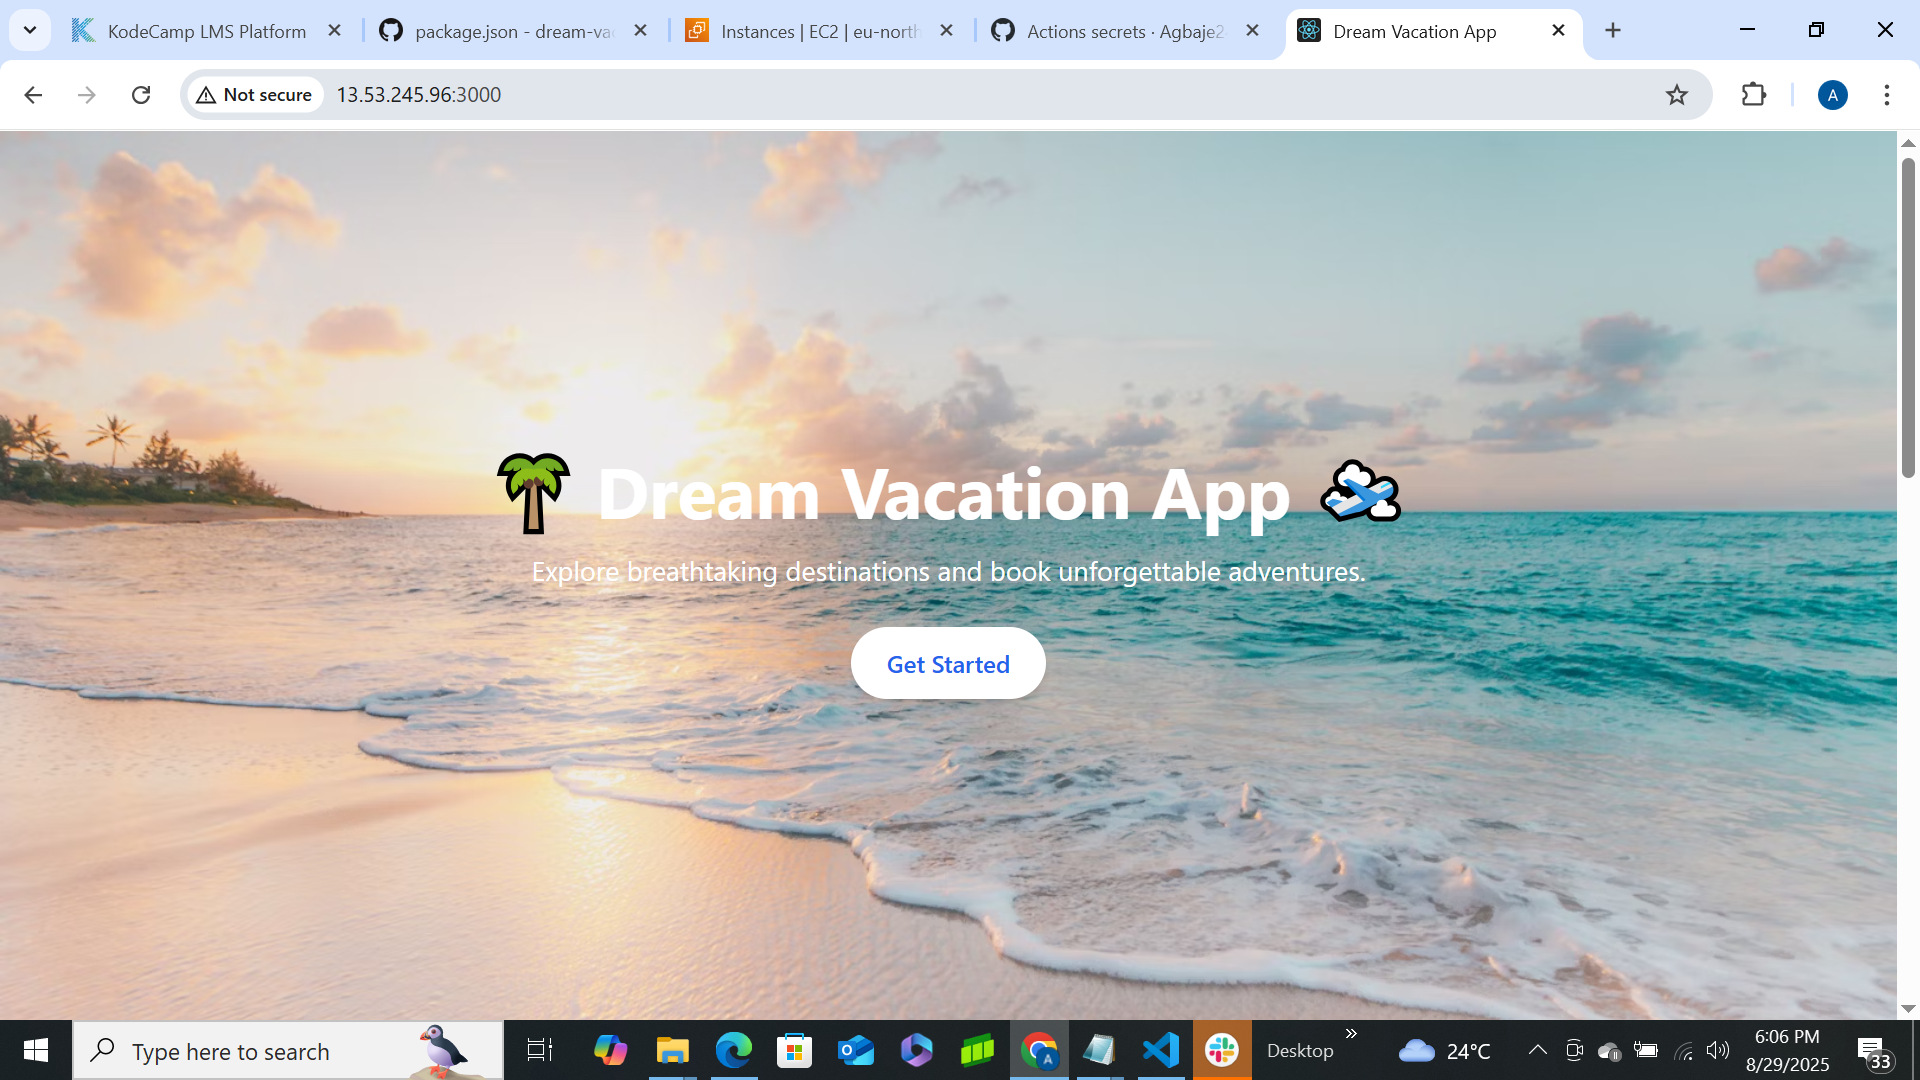 KodeCamp LMS Platform
package.json - dream-vac
Instances | EC2 | eu-north
Actions secrets · Agbaje2
Dream Vacation App
Not secure
13.53.245.96:3000
A
Dream Vacation App
Explore breathtaking destinations and book unforgettable adventures.
Get Started
Type here to search
A
Desktop
24°C
6:06 PM
8/29/2025
33